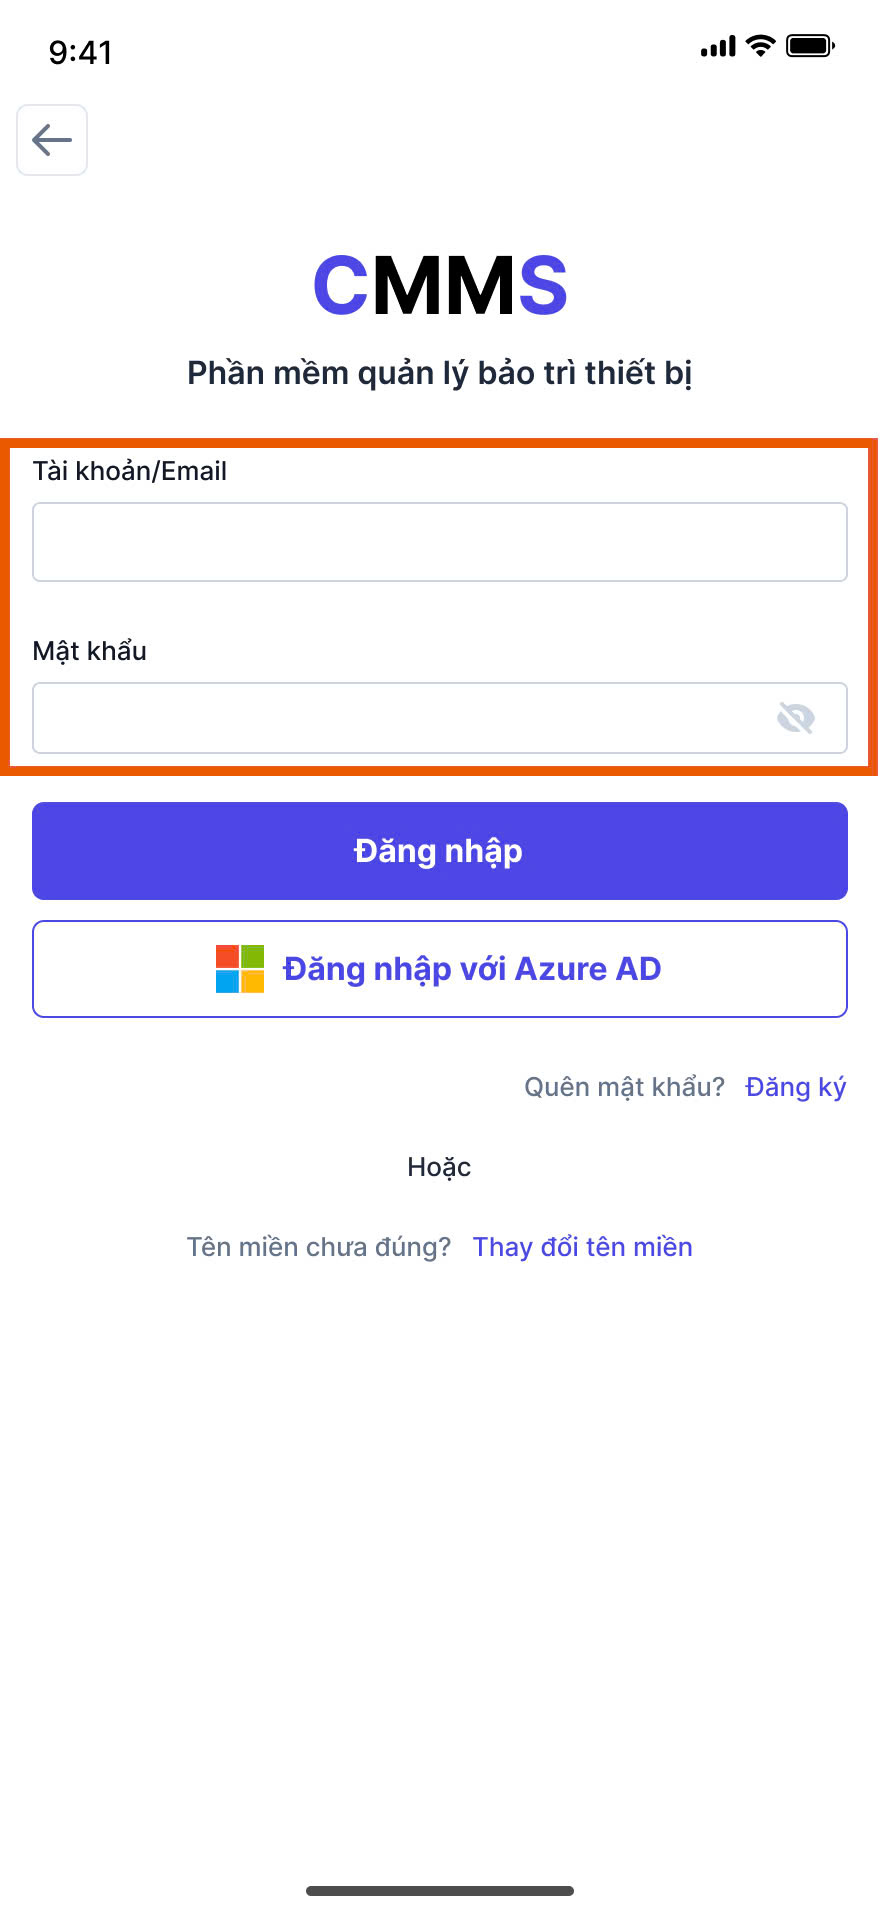 9:41
CMMS
Phần mềm quản lý bảo trì thiết bị
Tài khoản/Email
Mật khẩu
Đăng nhập
Đăng nhập với Azure AD
Quên mật khẩu? Đăng ký
Hoặc
Tên miền chưa đúng? Thay đổi tên miền